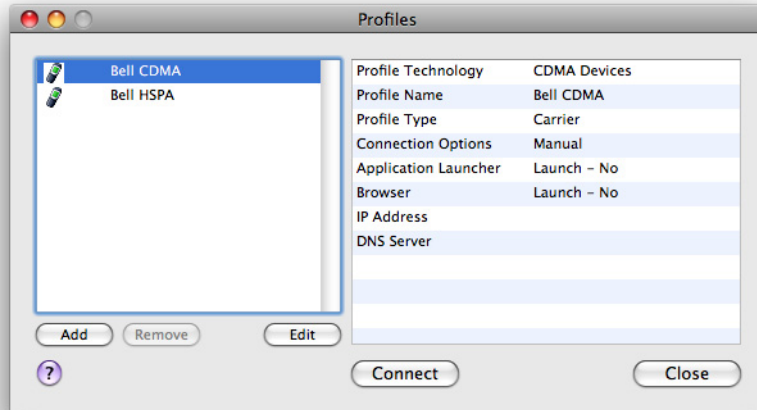 Profiles
Bell CDMA
Bell HSPA
Profile Technology CDMA Devices
Profile Name Bell CDMA
Profile Type Carrier
Connection Options Manual
Application Launcher Launch – No
Browser Launch – No
IP Address
DNS Server
Add Remove Edit
? Connect Close